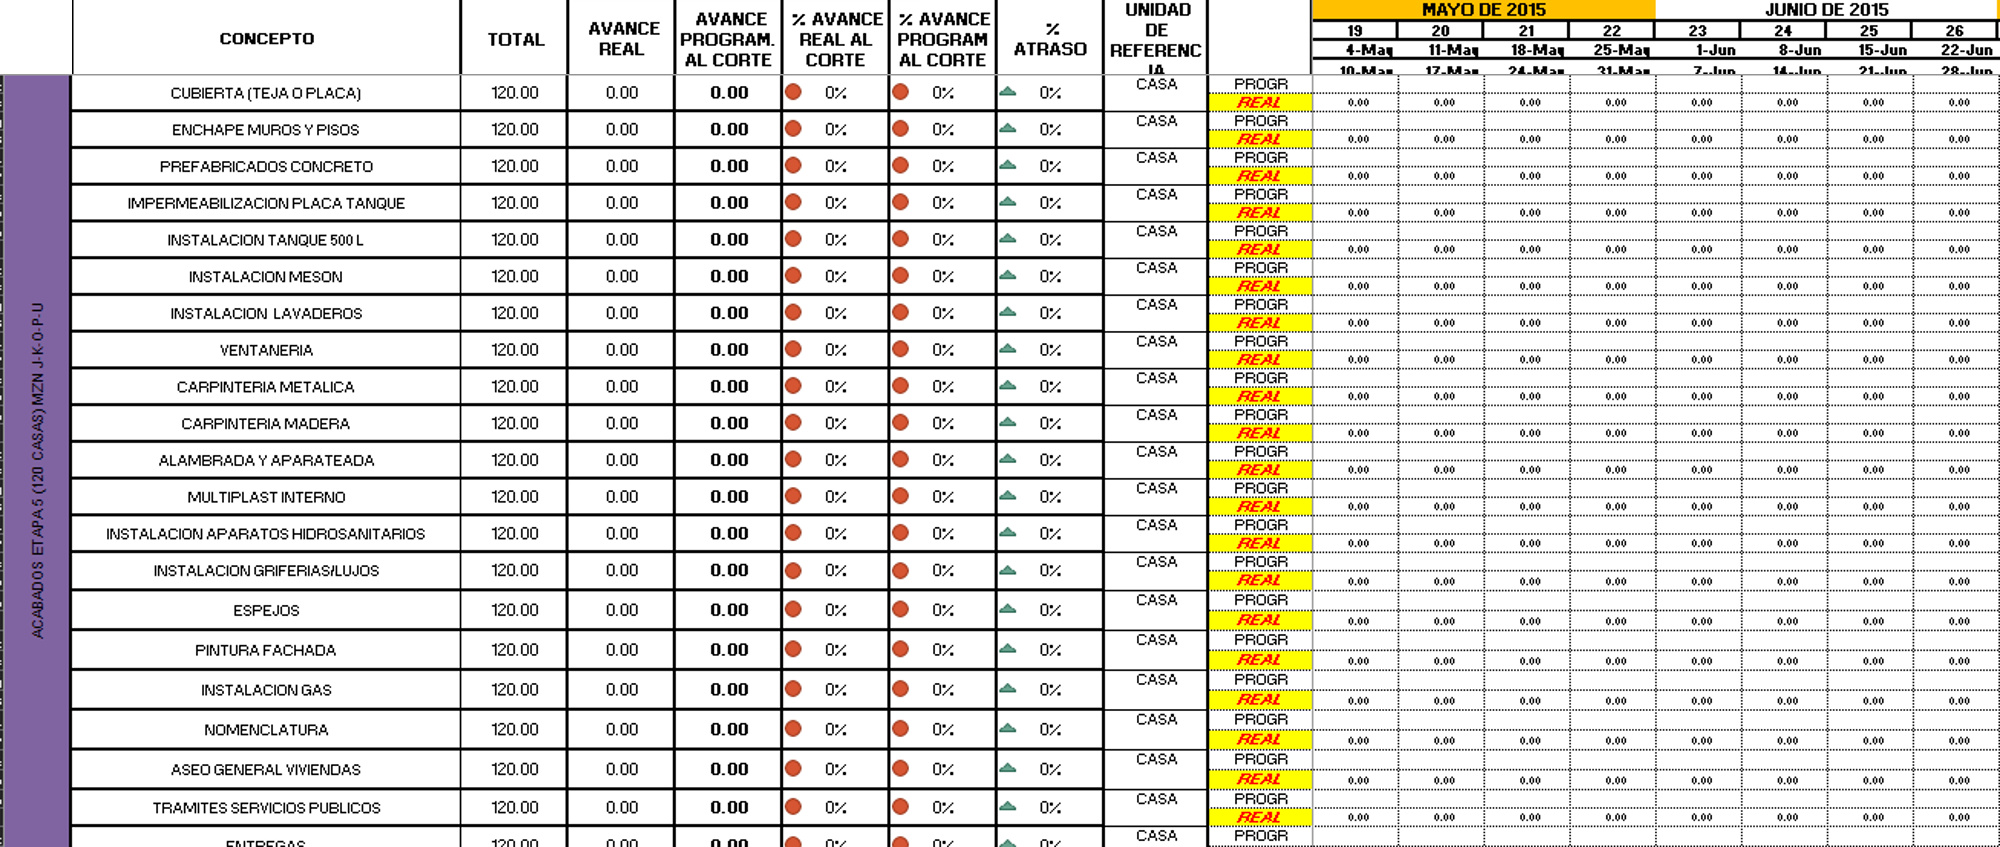 CONCEPTO TOTAL AVANCE REAL AVANCE PROGRAM. AL CORTE % AVANCE REAL AL CORTE % AVANCE PROGRAM AL CORTE % ATRASO UNIDAD DE REFERENCIA MAYO DE 2015 JUNIO DE 2015
19 20 21 22 23 24 25 26
4-May 11-May 18-May 25-May 1-Jun 8-Jun 15-Jun 22-Jun
10-May 17-May 24-May 31-May 7-Jun 14-Jun 21-Jun 28-Jun
ACABADOS ETAPA 5 (120 CASAS) MZN J-K-O-P-U
CUBIERTA (TEJA O PLACA) 120.00 0.00 0.00 0% 0% 0% CASA PROGR
REAL 0.00 0.00 0.00 0.00 0.00 0.00 0.00 0.00
ENCHAPE MUROS Y PISOS 120.00 0.00 0.00 0% 0% 0% CASA PROGR
REAL 0.00 0.00 0.00 0.00 0.00 0.00 0.00 0.00
PREFABRICADOS CONCRETO 120.00 0.00 0.00 0% 0% 0% CASA PROGR
REAL 0.00 0.00 0.00 0.00 0.00 0.00 0.00 0.00
IMPERMEABILIZACION PLACA TANQUE 120.00 0.00 0.00 0% 0% 0% CASA PROGR
REAL 0.00 0.00 0.00 0.00 0.00 0.00 0.00 0.00
INSTALACION TANQUE 500 L 120.00 0.00 0.00 0% 0% 0% CASA PROGR
REAL 0.00 0.00 0.00 0.00 0.00 0.00 0.00 0.00
INSTALACION MESON 120.00 0.00 0.00 0% 0% 0% CASA PROGR
REAL 0.00 0.00 0.00 0.00 0.00 0.00 0.00 0.00
INSTALACION LAVADEROS 120.00 0.00 0.00 0% 0% 0% CASA PROGR
REAL 0.00 0.00 0.00 0.00 0.00 0.00 0.00 0.00
VENTANERIA 120.00 0.00 0.00 0% 0% 0% CASA PROGR
REAL 0.00 0.00 0.00 0.00 0.00 0.00 0.00 0.00
CARPINTERIA METALICA 120.00 0.00 0.00 0% 0% 0% CASA PROGR
REAL 0.00 0.00 0.00 0.00 0.00 0.00 0.00 0.00
CARPINTERIA MADERA 120.00 0.00 0.00 0% 0% 0% CASA PROGR
REAL 0.00 0.00 0.00 0.00 0.00 0.00 0.00 0.00
ALAMBRADA Y APARATEADA 120.00 0.00 0.00 0% 0% 0% CASA PROGR
REAL 0.00 0.00 0.00 0.00 0.00 0.00 0.00 0.00
MULTIPLAST INTERNO 120.00 0.00 0.00 0% 0% 0% CASA PROGR
REAL 0.00 0.00 0.00 0.00 0.00 0.00 0.00 0.00
INSTALACION APARATOS HIDROSANITARIOS 120.00 0.00 0.00 0% 0% 0% CASA PROGR
REAL 0.00 0.00 0.00 0.00 0.00 0.00 0.00 0.00
INSTALACION GRIFERIAS/LUJOS 120.00 0.00 0.00 0% 0% 0% CASA PROGR
REAL 0.00 0.00 0.00 0.00 0.00 0.00 0.00 0.00
ESPEJOS 120.00 0.00 0.00 0% 0% 0% CASA PROGR
REAL 0.00 0.00 0.00 0.00 0.00 0.00 0.00 0.00
PINTURA FACHADA 120.00 0.00 0.00 0% 0% 0% CASA PROGR
REAL 0.00 0.00 0.00 0.00 0.00 0.00 0.00 0.00
INSTALACION GAS 120.00 0.00 0.00 0% 0% 0% CASA PROGR
REAL 0.00 0.00 0.00 0.00 0.00 0.00 0.00 0.00
NOMENCLATURA 120.00 0.00 0.00 0% 0% 0% CASA PROGR
REAL 0.00 0.00 0.00 0.00 0.00 0.00 0.00 0.00
ASEO GENERAL VIVIENDAS 120.00 0.00 0.00 0% 0% 0% CASA PROGR
REAL 0.00 0.00 0.00 0.00 0.00 0.00 0.00 0.00
TRAMITES SERVICIOS PUBLICOS 120.00 0.00 0.00 0% 0% 0% CASA PROGR
REAL 0.00 0.00 0.00 0.00 0.00 0.00 0.00 0.00
ENTREGAS 120.00 0.00 0.00 0% 0% 0% CASA PROGR